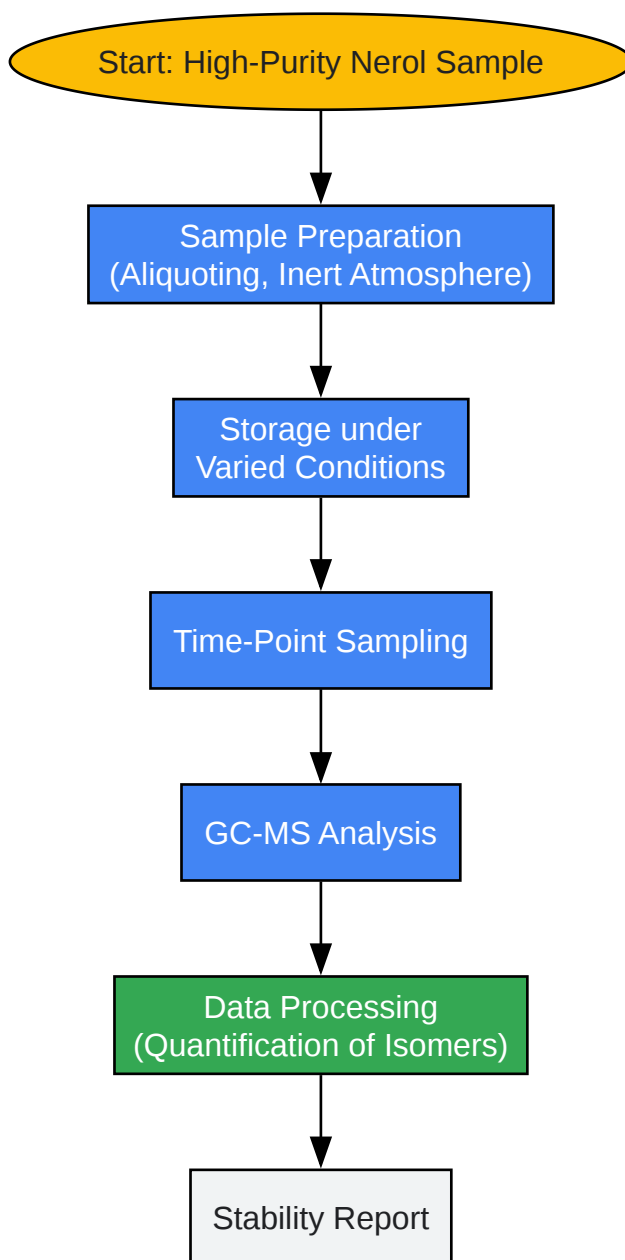 Start: High-Purity Nerol Sample
Sample Preparation
(Aliquoting, Inert Atmosphere)
Storage under
Varied Conditions
Time-Point Sampling
GC-MS Analysis
Data Processing
(Quantification of Isomers)
Stability Report